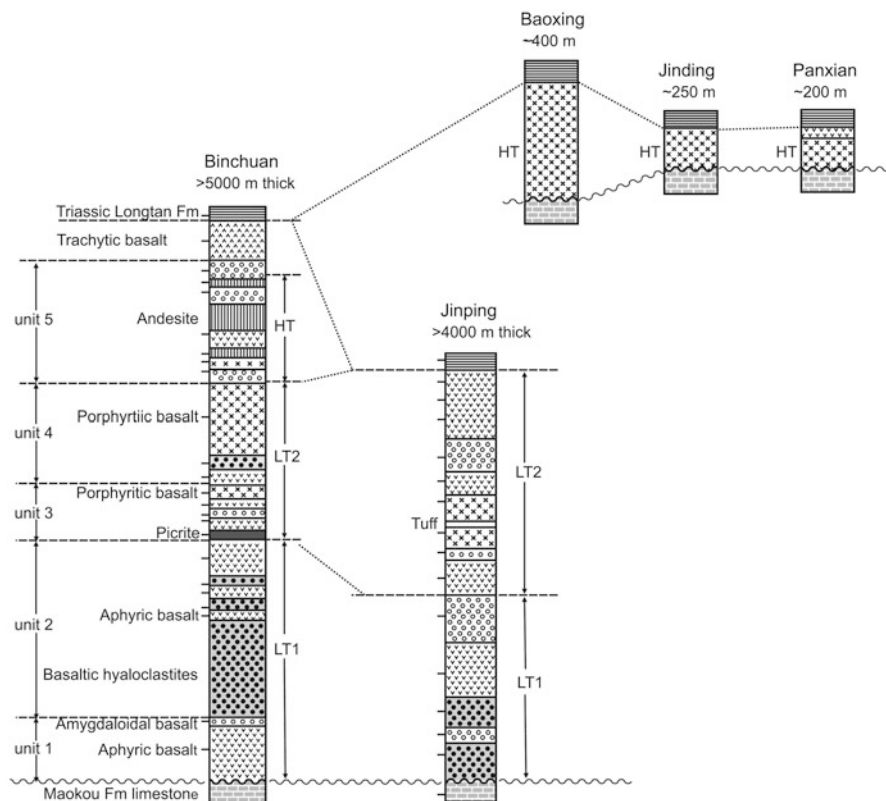 Baoxing
~400 m
Jinding
~250 m
Panxian
~200 m
HT
HT
HT
Binchuan
>5000 m thick
Triassic Longtan Fm
Trachytic basalt
unit 5
Andesite
HT
unit 4
Porphyrtiic basalt
LT2
unit 3
Porphyritic basalt
Picrite
unit 2
Aphyric basalt
LT1
Basaltic hyaloclastites
Amygdaloidal basalt
unit 1
Aphyric basalt
Maokou Fm limestone
Jinping
>4000 m thick
LT2
Tuff
LT1